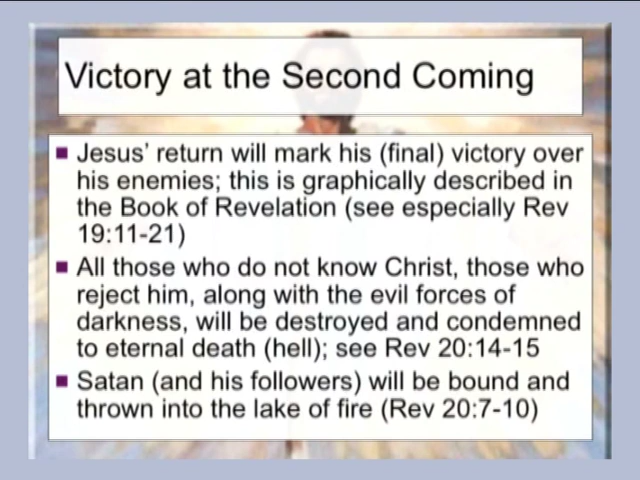 Victory at the Second Coming
Jesus’ return will mark his (final) victory over
his enemies; this is graphically described in
the Book of Revelation (see especially Rev
19:11-21)
All those who do not know Christ, those who
reject him, along with the evil forces of
darkness, will be destroyed and condemned
to eternal death (hell); see Rev 20:14-15
Satan (and his followers) will be bound and
thrown into the lake of fire (Rev 20:7-10)